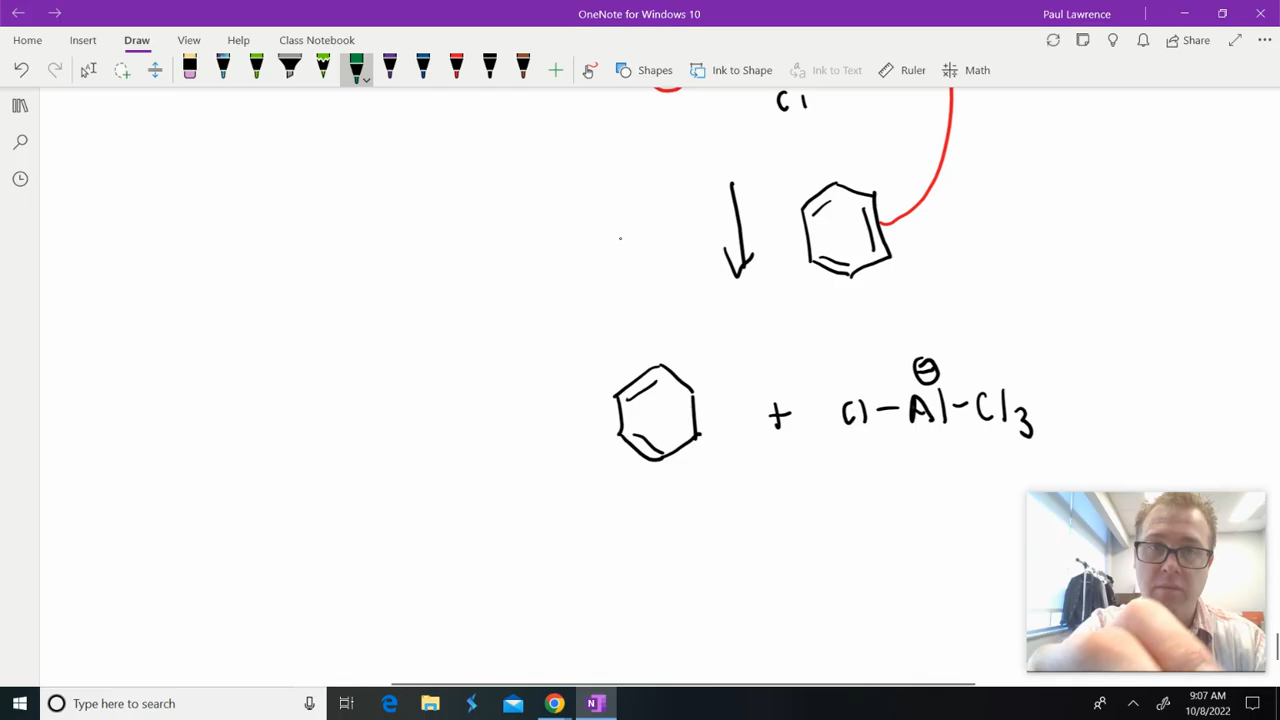 OneNote for Windows 10
Paul Lawrence
Home Insert Draw View Help Class Notebook
Share
Shapes Ink to Shape Ink to Text Ruler Math
Cl
+ Cl-Al-Cl3
⊖
Type here to search
9:07 AM
10/8/2022